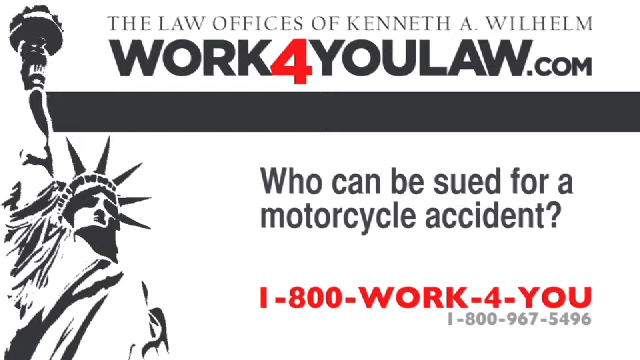 THE LAW OFFICES OF KENNETH A. WILHELM
WORK4YOULAW.COM
Who can be sued for a
motorcycle accident?
1-800-WORK-4-YOU
1-800-967-5496